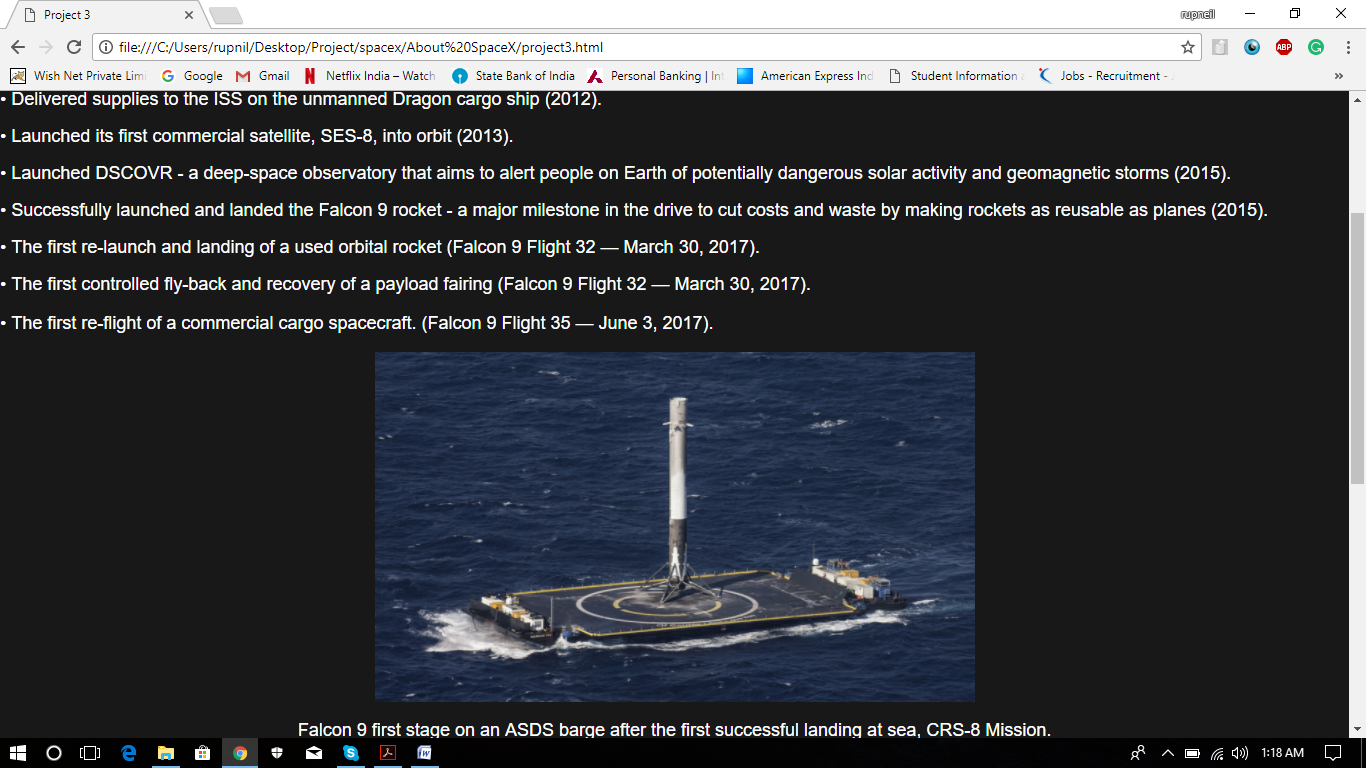 Project 3
rupneil
file:///C:/Users/rupnil/Desktop/Project/spacex/About%20SpaceX/project3.html
Wish Net Private Lim Google Gmail Netflix India – Watch State Bank of India Personal Banking | Int American Express Ind Student Information a Jobs - Recruitment - »
ABP
• Delivered supplies to the ISS on the unmanned Dragon cargo ship (2012).
• Launched its first commercial satellite, SES-8, into orbit (2013).
• Launched DSCOVR - a deep-space observatory that aims to alert people on Earth of potentially dangerous solar activity and geomagnetic storms (2015).
• Successfully launched and landed the Falcon 9 rocket - a major milestone in the drive to cut costs and waste by making rockets as reusable as planes (2015).
• The first re-launch and landing of a used orbital rocket (Falcon 9 Flight 32 — March 30, 2017).
• The first controlled fly-back and recovery of a payload fairing (Falcon 9 Flight 32 — March 30, 2017).
• The first re-flight of a commercial cargo spacecraft. (Falcon 9 Flight 35 — June 3, 2017).
Falcon 9 first stage on an ASDS barge after the first successful landing at sea, CRS-8 Mission.
1:18 AM